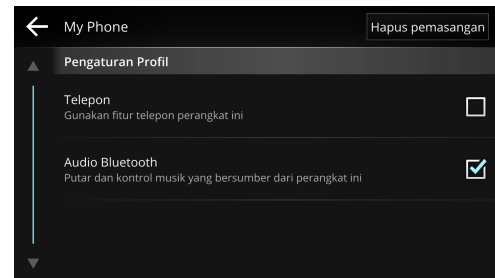 My Phone
Hapus pemasangan
Pengaturan Profil
Telepon
Gunakan fitur telepon perangkat ini
Audio Bluetooth
Putar dan kontrol musik yang bersumber dari perangkat ini